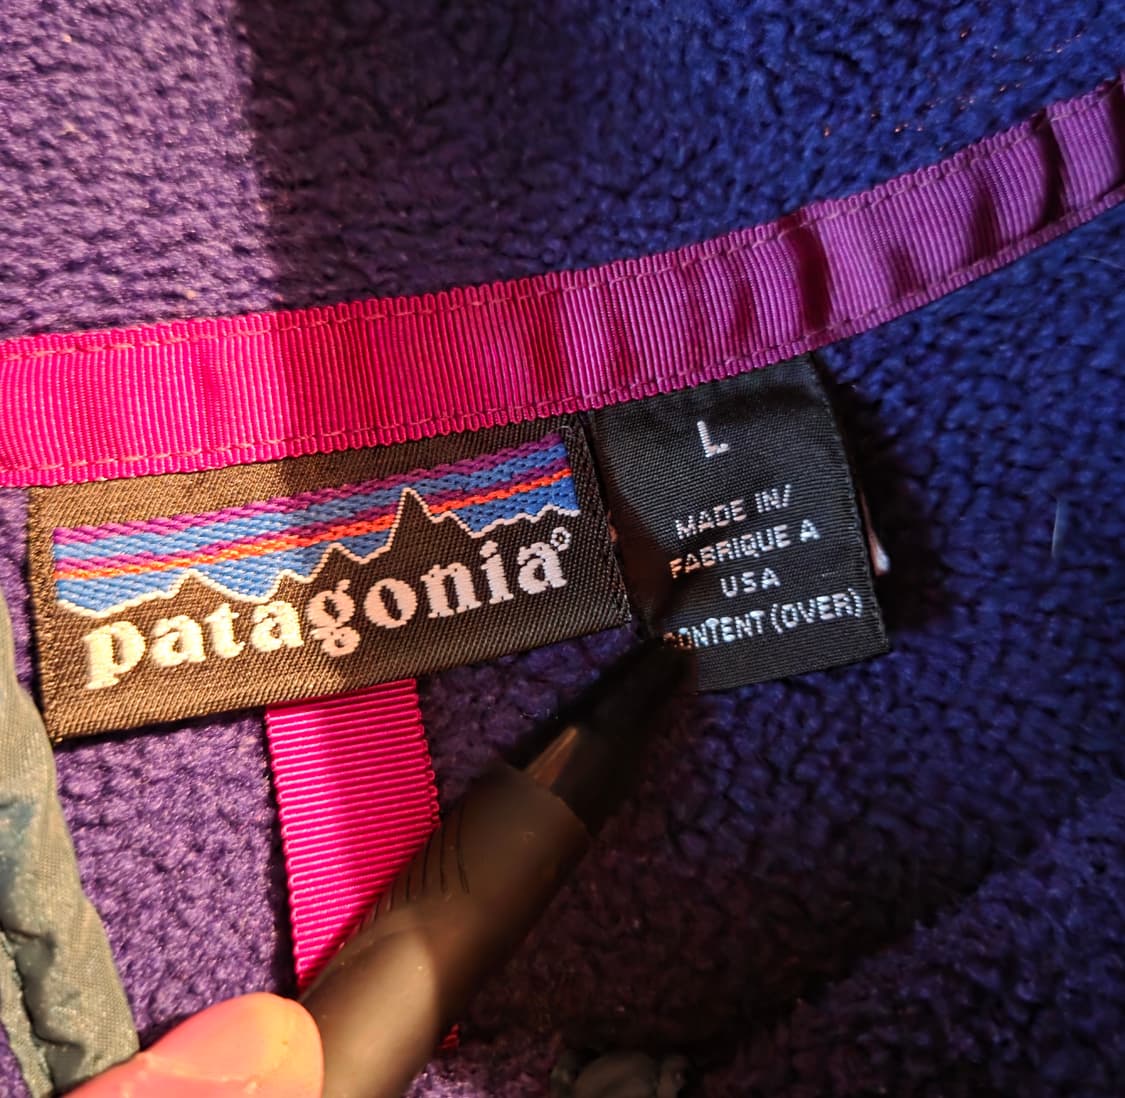 patagonia®
L
MADE IN/
FABRIQUE A
USA
CONTENT (OVER)